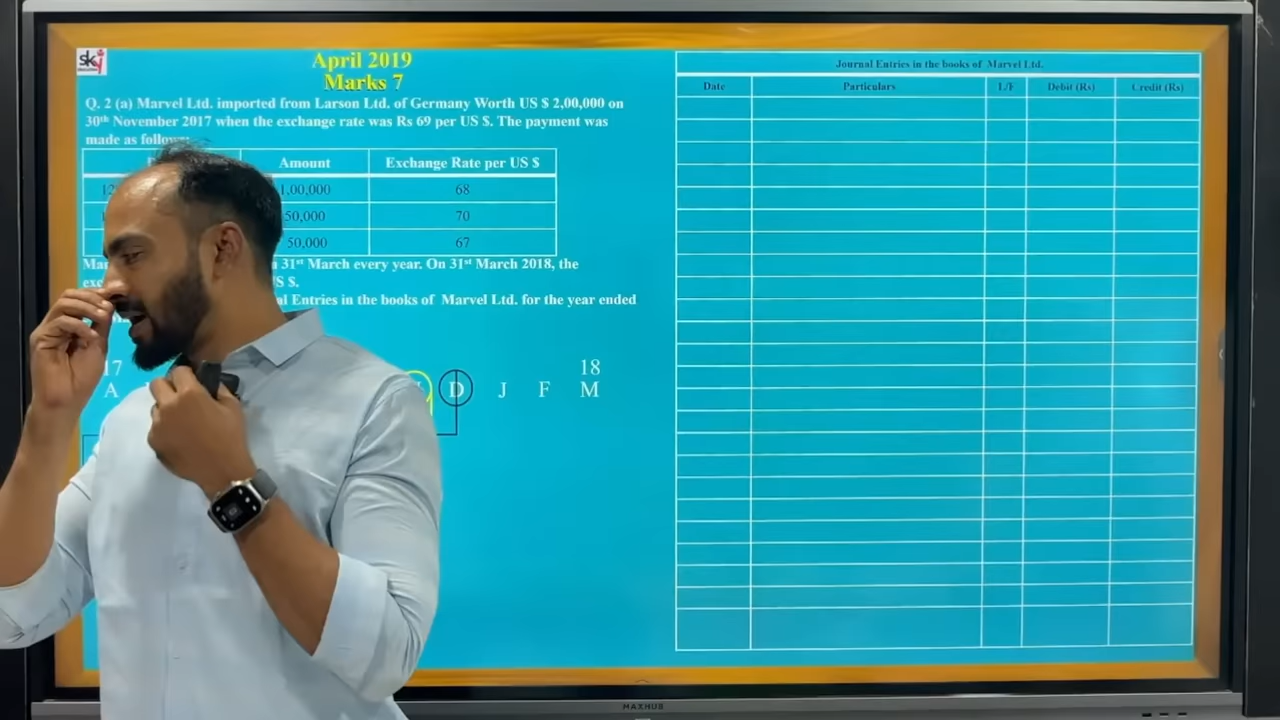 sky
April 2019
Marks 7
Q. 2 (a) Marvel Ltd. imported from Larson Ltd. of Germany Worth US $ 2,00,000 on
30th November 2017 when the exchange rate was Rs 69 per US $. The payment was
made as follow
Amount Exchange Rate per US $
1,00,000 68
50,000 70
50,000 67
31st March every year. On 31st March 2018, the
US $.
Entries in the books of Marvel Ltd. for the year ended
17
18
A
D J F M
Journal Entries in the books of Marvel Ltd.
Date Particulars L/F Debit (Rs) Credit (Rs)
MAXHUB